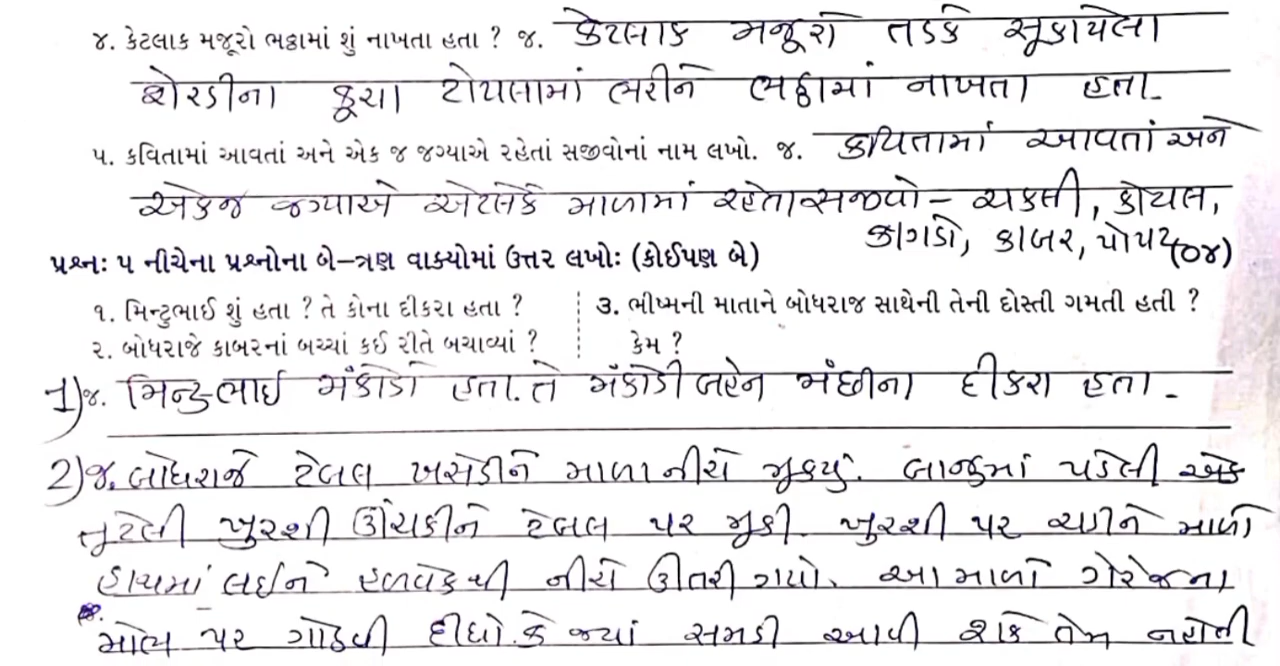 ૪. કેટલાક મજૂરો ભઠ્ઠામાં શું નાખતા હતા ? જ. કેટલાક મજૂરો તડકે સૂકાયેલા
શેરડીના કૂચા ટોપલામાં ભરીને ભઠ્ઠામાં નાખતા હતા.
૫. કવિતામાં આવતાં અને એક જ જગ્યાએ રહેતાં સજીવોનાં નામ લખો. જ. કવિતામાં આવતાં અને
એકજ જગ્યાએ એટલેકે માળામાં રહેતા સજીવો – ચકલી, કોયલ,
કાગડો, કાબર, પોપટ
પ્રશ્નઃ ૫ નીચેના પ્રશ્નોના બે–ત્રણ વાક્યોમાં ઉત્તર લખોઃ (કોઈપણ બે) (૦૪)
૧. મિન્ટુભાઈ શું હતા ? તે કોના દીકરા હતા ?
૨. બોધરાજે કાબરનાં બચ્ચાં કઈ રીતે બચાવ્યાં ?
૩. ભીષ્મની માતાને બોધરાજ સાથેની તેની દોસ્તી ગમતી હતી ?
કેમ ?
1) જ. મિન્ટુભાઈ મંકોડો હતા. તે મંકોડીબહેન મંછીના દીકરા હતા.
2) જ. બોધરાજે ટેબલ ખસેડીને માળા નીચે મૂક્યું. બાજુમાં પડેલી એક
તૂટેલી ખુરશી ઊંચકીને ટેબલ પર મૂકી. ખુરશી પર ચડીને માળો
હાથમાં લઈને હળવેકથી નીચે ઊતરી ગયો. આ માળો ગેરેજના
મોભ પર ગોઠવી દીધો. કે જ્યાં સમડી આવી શકે તેમ નહોતી